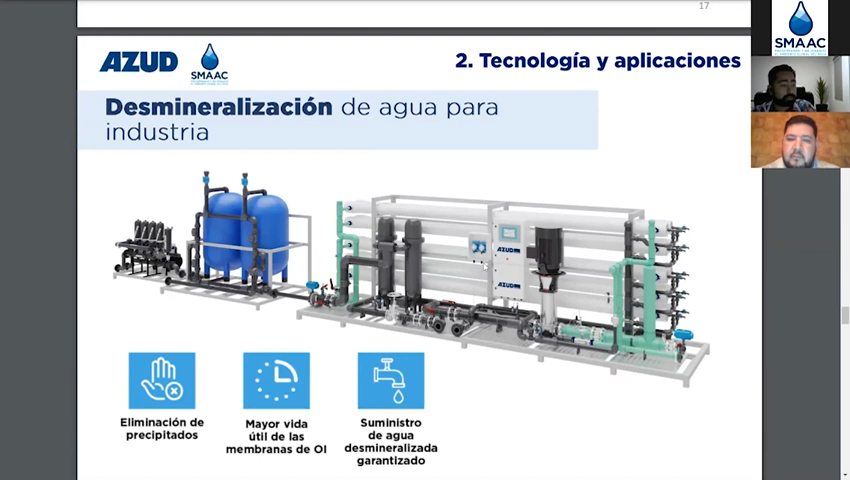 17
AZUD
SMAAC
2. Tecnología y aplicaciones
Desmineralización de agua para
industria
AZUD
AZUD
Eliminación de
precipitados
Mayor vida
útil de las
membranas de OI
Suministro
de agua
desmineralizada
garantizado
SMAAC